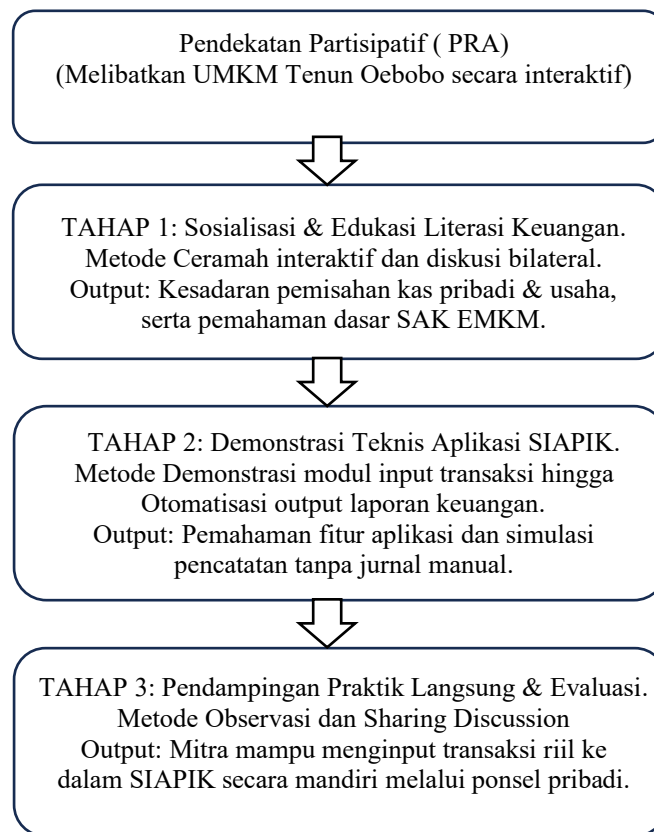 Pendekatan Partisipatif ( PRA)
(Melibatkan UMKM Tenun Oebobo secara interaktif)
TAHAP 1: Sosialisasi & Edukasi Literasi Keuangan.
Metode Ceramah interaktif dan diskusi bilateral.
Output: Kesadaran pemisahan kas pribadi & usaha,
serta pemahaman dasar SAK EMKM.
TAHAP 2: Demonstrasi Teknis Aplikasi SIAPIK.
Metode Demonstrasi modul input transaksi hingga
Otomatisasi output laporan keuangan.
Output: Pemahaman fitur aplikasi dan simulasi
pencatatan tanpa jurnal manual.
TAHAP 3: Pendampingan Praktik Langsung & Evaluasi.
Metode Observasi dan Sharing Discussion
Output: Mitra mampu menginput transaksi riil ke
dalam SIAPIK secara mandiri melalui ponsel pribadi.